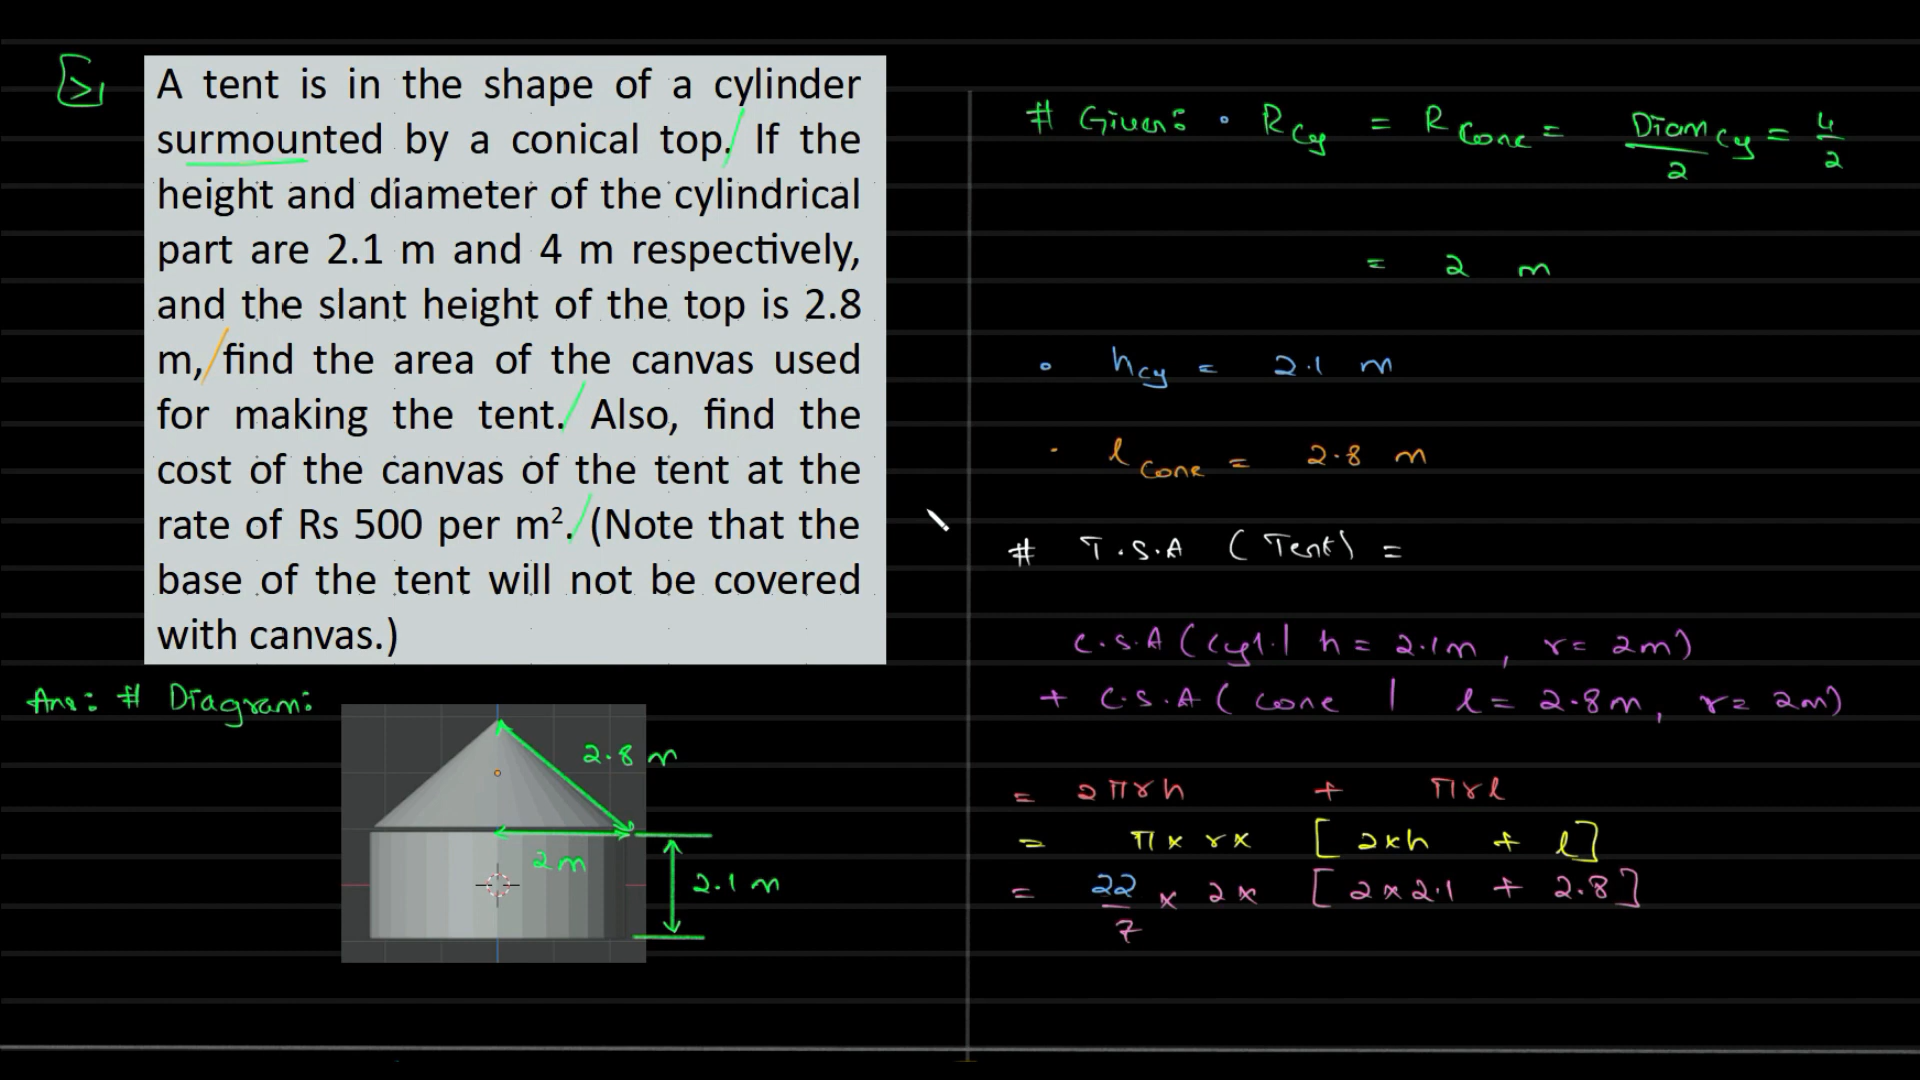 A tent is in the shape of a cylinder
surmounted by a conical top. If the
height and diameter of the cylindrical
part are 2.1 m and 4 m respectively,
and the slant height of the top is 2.8
m, find the area of the canvas used
for making the tent. Also, find the
cost of the canvas of the tent at the
rate of Rs 500 per m². (Note that the
base of the tent will not be covered
with canvas.)
Ans: # Diagram:
2.8 m
2m
2.1 m
# Given: • R Cy = R Cone = Diam Cy/2 = 4/2
= 2 m
• h cy = 2.1 m
• l cone = 2.8 m
# T.S.A (Tent) =
C.S.A (Cyl. | h = 2.1m, r = 2m)
+ C.S.A ( cone | l = 2.8m, r = 2m)
= 2πrh + πrl
= π× r× [2×h + l]
= 22/7 × 2× [2×2.1 + 2.8]